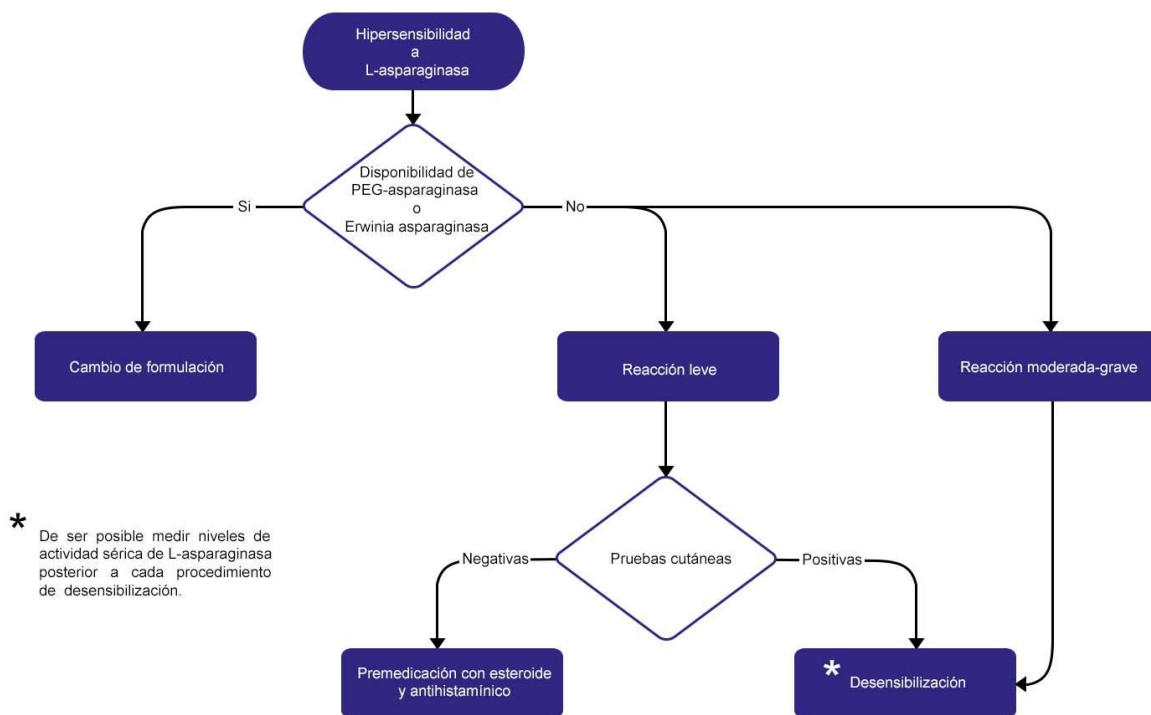 Hipersensibilidad
a
L-asparaginasa
Disponibilidad de
PEG-asparaginasa
o
Erwinia asparaginasa
Si
No
Cambio de formulación
Reacción leve
Reacción moderada-grave
* De ser posible medir niveles de
actividad sérica de L-asparaginasa
posterior a cada procedimiento
de desensibilización.
Negativas
Pruebas cutáneas
Positivas
Premedicación con esteroide
y antihistamínico
* Desensibilización